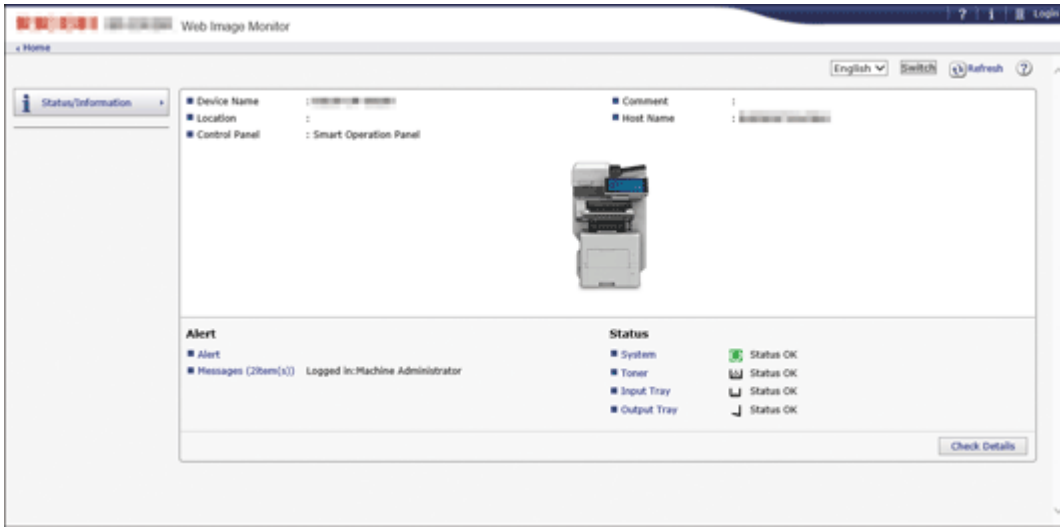 Web Image Monitor
? i Login
Home
English Switch Refresh ?
Status/Information
Device Name :
Comment :
Location :
Host Name :
Control Panel : Smart Operation Panel
Alert
Status
Alert
System Status OK
Messages (2item(s)) Logged in:Machine Administrator
Toner Status OK
Input Tray Status OK
Output Tray Status OK
Check Details